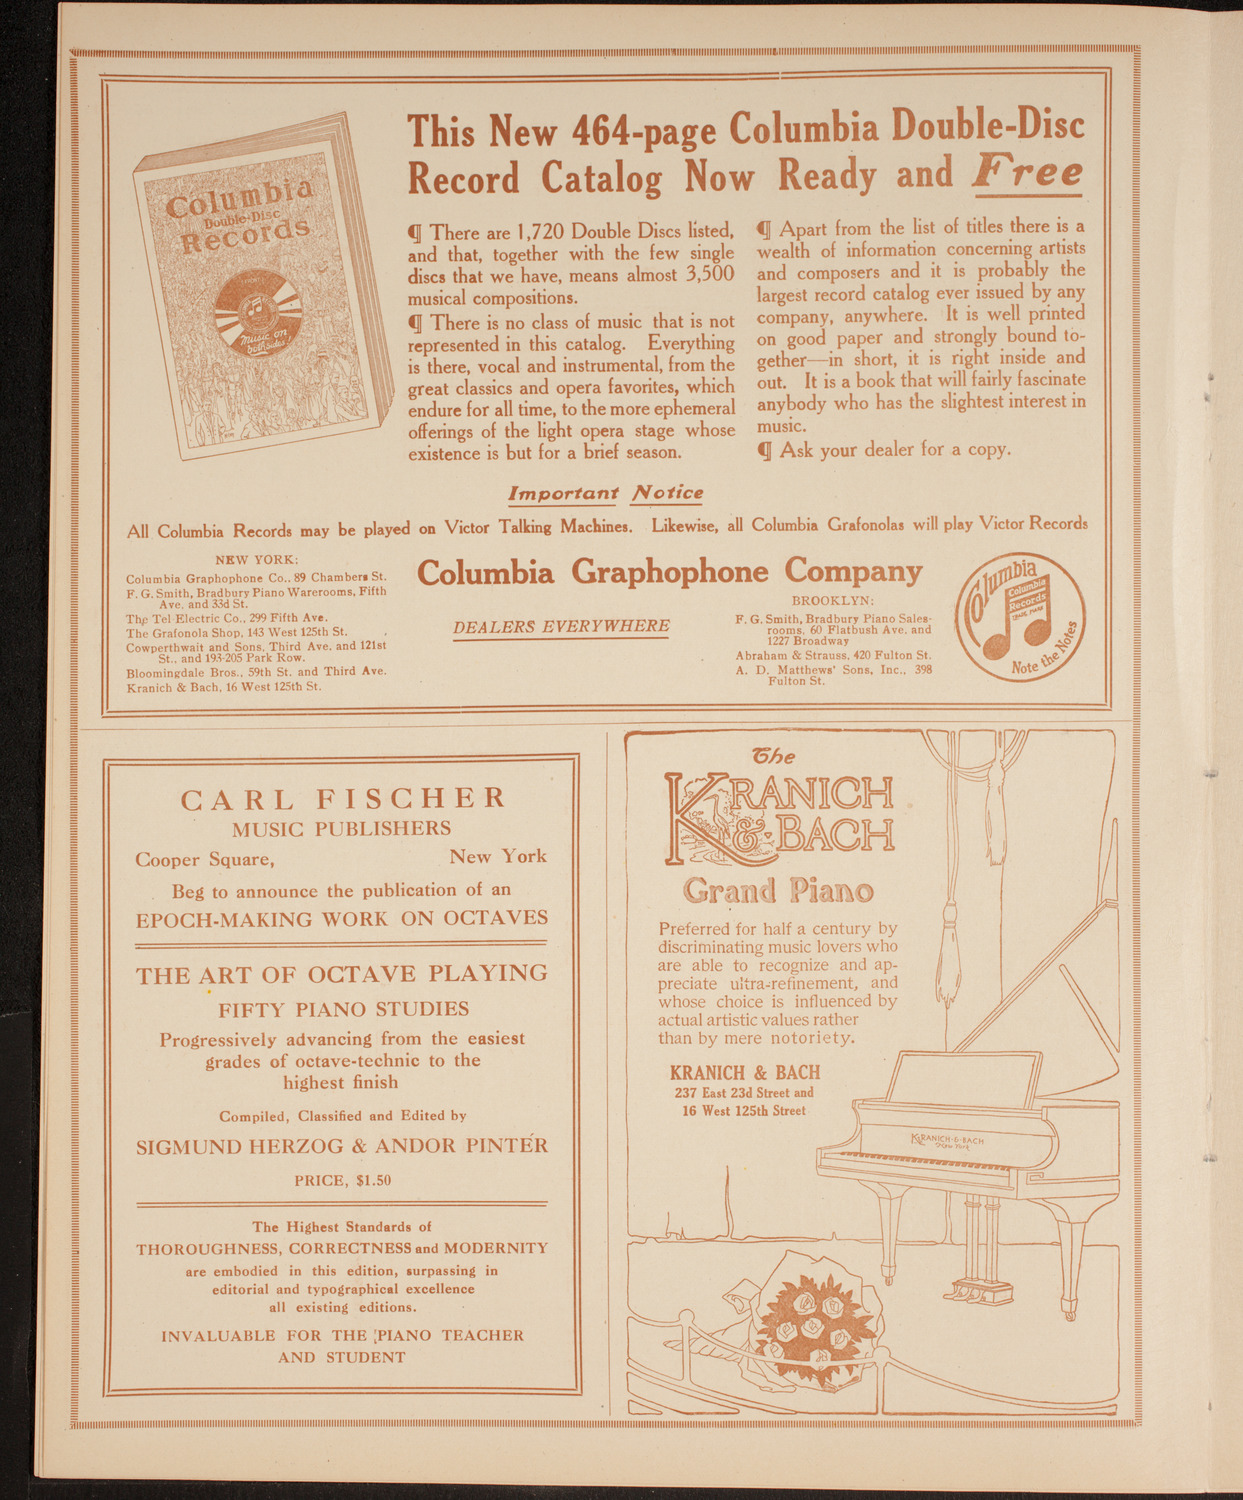 Columbia
Double-Disc
Records
Music on
both sides!
This New 464-page Columbia Double-Disc
Record Catalog Now Ready and Free
¶ There are 1,720 Double Discs listed,
and that, together with the few single
discs that we have, means almost 3,500
musical compositions.
¶ There is no class of music that is not
represented in this catalog. Everything
is there, vocal and instrumental, from the
great classics and opera favorites, which
endure for all time, to the more ephemeral
offerings of the light opera stage whose
existence is but for a brief season.
¶ Apart from the list of titles there is a
wealth of information concerning artists
and composers and it is probably the
largest record catalog ever issued by any
company, anywhere. It is well printed
on good paper and strongly bound to-
gether—in short, it is right inside and
out. It is a book that will fairly fascinate
anybody who has the slightest interest in
music.
¶ Ask your dealer for a copy.
Important Notice
All Columbia Records may be played on Victor Talking Machines. Likewise, all Columbia Grafonolas will play Victor Records
NEW YORK:
Columbia Graphophone Co., 89 Chambers St.
F. G. Smith, Bradbury Piano Warerooms, Fifth
Ave. and 33d St.
The Tel Electric Co., 299 Fifth Ave.
The Grafonola Shop, 143 West 125th St.
Cowperthwait and Sons, Third Ave. and 121st
St., and 193-205 Park Row.
Bloomingdale Bros., 59th St. and Third Ave.
Kranich & Bach, 16 West 125th St.
Columbia Graphophone Company
DEALERS EVERYWHERE
BROOKLYN:
F. G. Smith, Bradbury Piano Sales-
rooms, 60 Flatbush Ave. and
1227 Broadway
Abraham & Strauss, 420 Fulton St.
A. D. Matthews' Sons, Inc., 398
Fulton St.
Columbia
Columbia
Records
TRADE MARK
Note the Notes
CARL FISCHER
MUSIC PUBLISHERS
Cooper Square, New York
Beg to announce the publication of an
EPOCH-MAKING WORK ON OCTAVES
THE ART OF OCTAVE PLAYING
FIFTY PIANO STUDIES
Progressively advancing from the easiest
grades of octave-technic to the
highest finish
Compiled, Classified and Edited by
SIGMUND HERZOG & ANDOR PINTÉR
PRICE, $1.50
The Highest Standards of
THOROUGHNESS, CORRECTNESS and MODERNITY
are embodied in this edition, surpassing in
editorial and typographical excellence
all existing editions.
INVALUABLE FOR THE PIANO TEACHER
AND STUDENT
The
KRANICH
& BACH
Grand Piano
Preferred for half a century by
discriminating music lovers who
are able to recognize and ap-
preciate ultra-refinement, and
whose choice is influenced by
actual artistic values rather
than by mere notoriety.
KRANICH & BACH
237 East 23d Street and
16 West 125th Street
KRANICH & BACH
New York